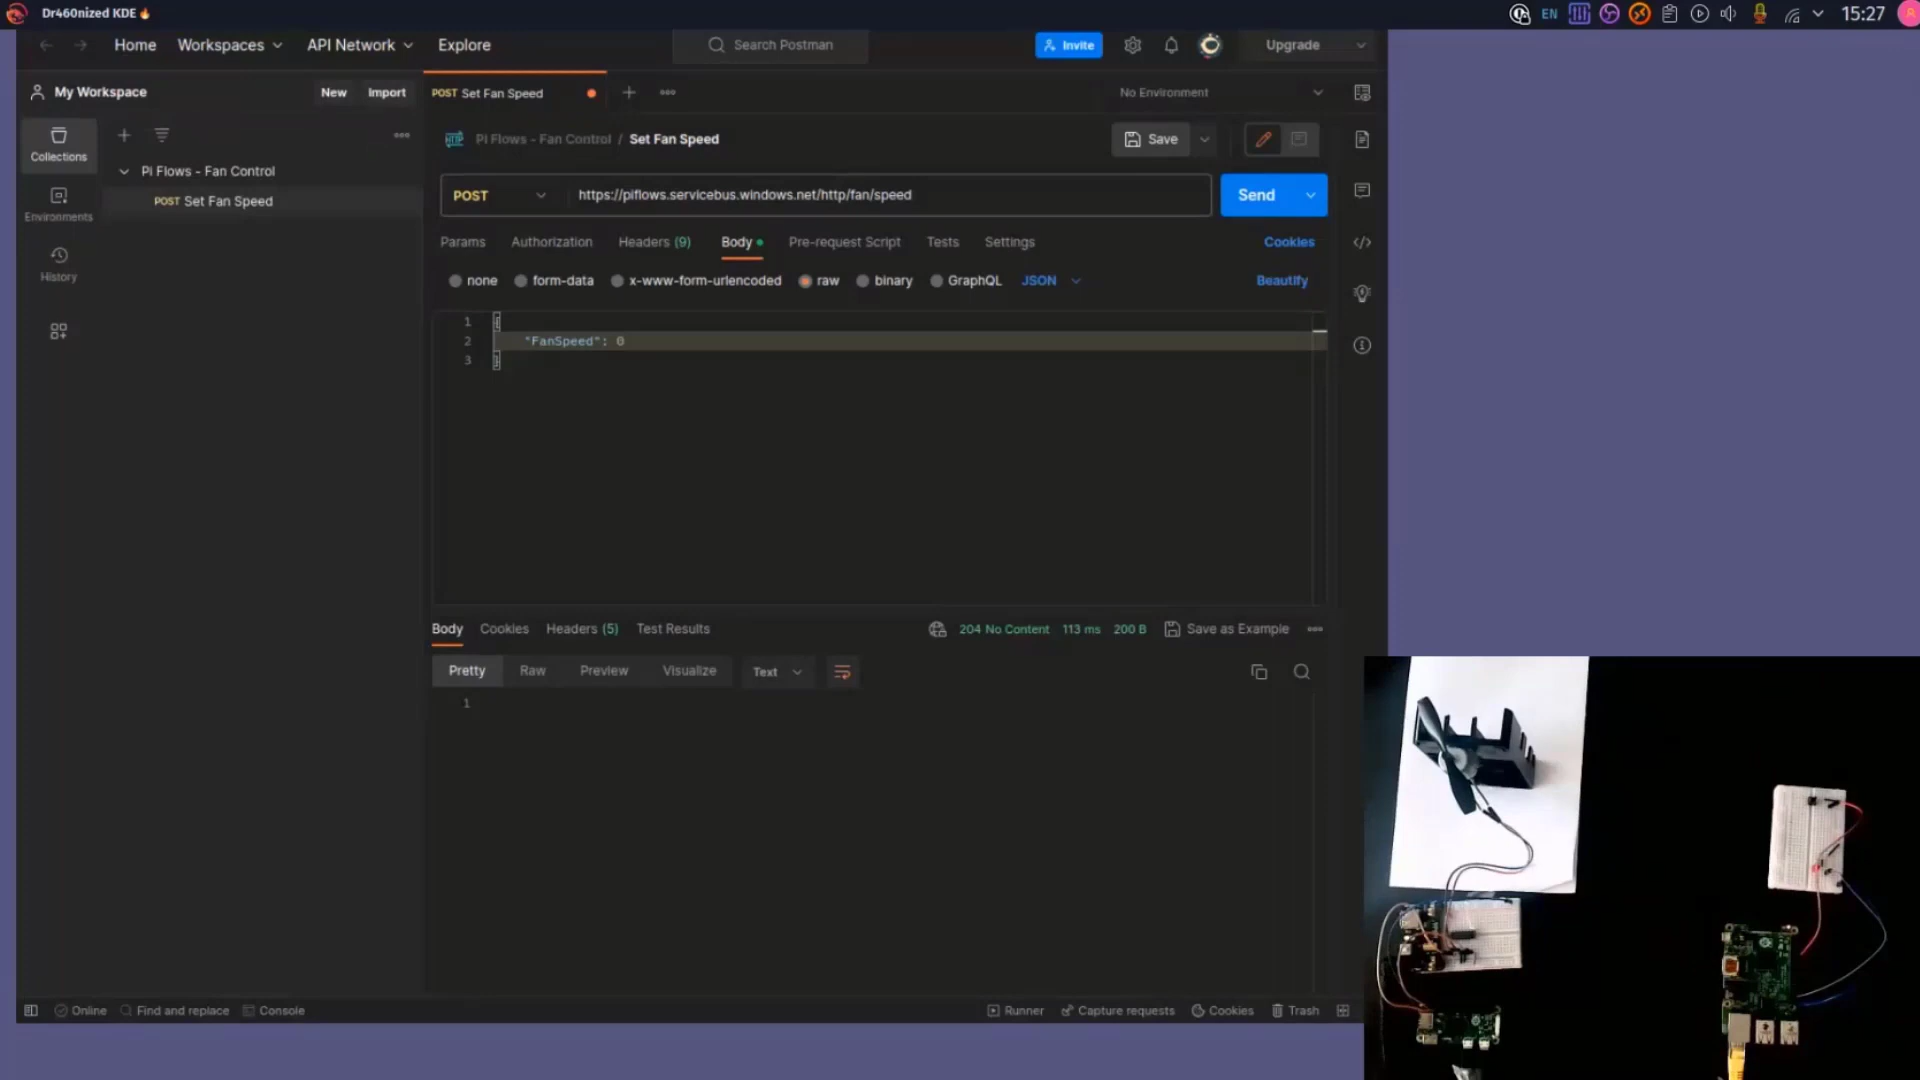 Dr460nized KDE🔥
EN
15:27
Home
Workspaces
API Network
Explore
Search Postman
Invite
Upgrade
My Workspace
New
Import
POST Set Fan Speed
No Environment
Collections
Environments
History
Pi Flows - Fan Control
POST Set Fan Speed
HTTP
Pi Flows - Fan Control / Set Fan Speed
Save
POST
https://piflows.servicebus.windows.net/http/fan/speed
Send
Params
Authorization
Headers (9)
Body
Pre-request Script
Tests
Settings
Cookies
none
form-data
x-www-form-urlencoded
raw
binary
GraphQL
JSON
Beautify
1 {
2 "FanSpeed": 0
3 }
Body
Cookies
Headers (5)
Test Results
204 No Content
113 ms
200 B
Save as Example
Pretty
Raw
Preview
Visualize
Text
1
Online
Find and replace
Console
Runner
Capture requests
Cookies
Trash